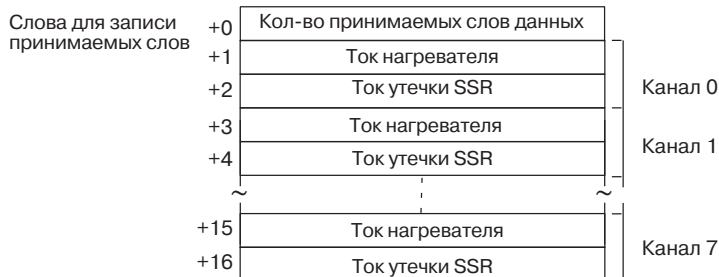 Слова для записи
принимаемых слов
+0 Кол-во принимаемых слов данных
+1 Ток нагревателя
+2 Ток утечки SSR
Канал 0
+3 Ток нагревателя
+4 Ток утечки SSR
Канал 1
~ ~
+15 Ток нагревателя
+16 Ток утечки SSR
Канал 7